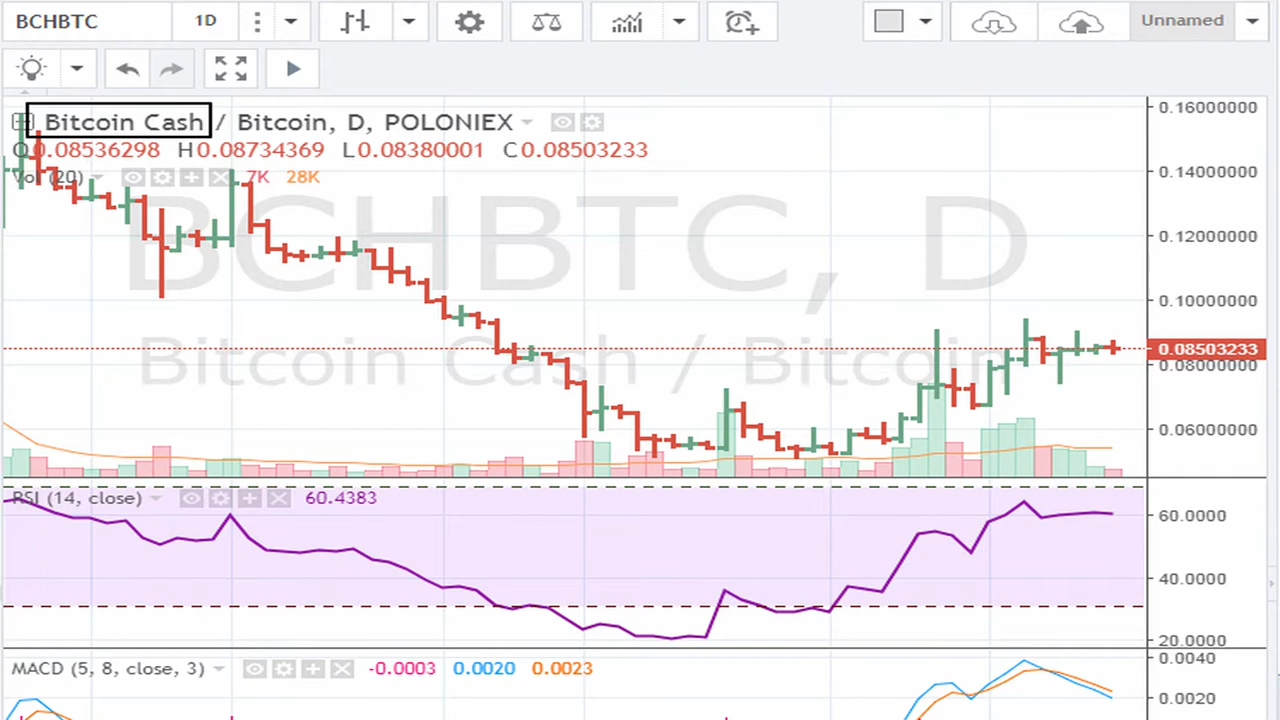 BCHBTC 1D Unnamed
Bitcoin Cash / Bitcoin, D, POLONIEX
O0.08536298 H0.08734369 L0.08380001 C0.08503233
Vol (20) 7K 28K
BCHBTC, D
Bitcoin Cash / Bitcoin
0.16000000
0.14000000
0.12000000
0.10000000
0.08503233
0.08000000
0.06000000
RSI (14, close) 60.4383
60.0000
40.0000
20.0000
MACD (5, 8, close, 3) -0.0003 0.0020 0.0023
0.0040
0.0020